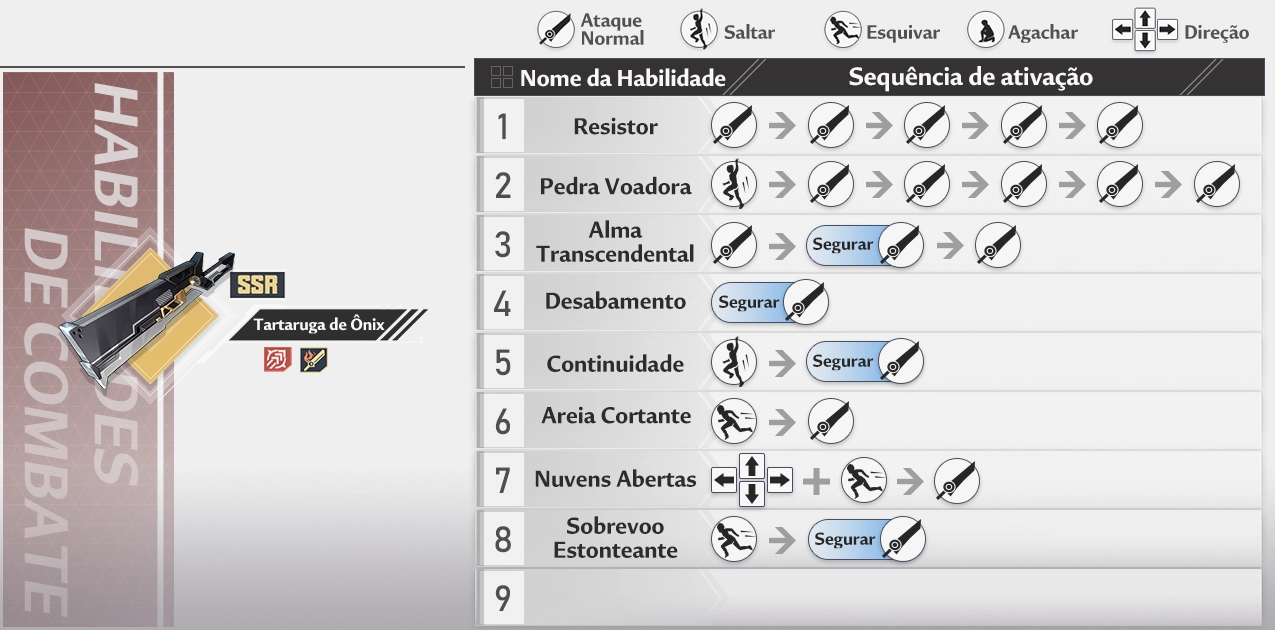 Ataque
Normal
Saltar
Esquivar
Agachar
Direção
HABILIDADES
DE COMBATE
SSR
Tartaruga de Ônix
Nome da Habilidade
Sequência de ativação
1 Resistor
2 Pedra Voadora
3 Alma
Transcendental
Segurar
4 Desabamento
Segurar
5 Continuidade
Segurar
6 Areia Cortante
7 Nuvens Abertas
8 Sobrevoo
Estonteante
Segurar
9